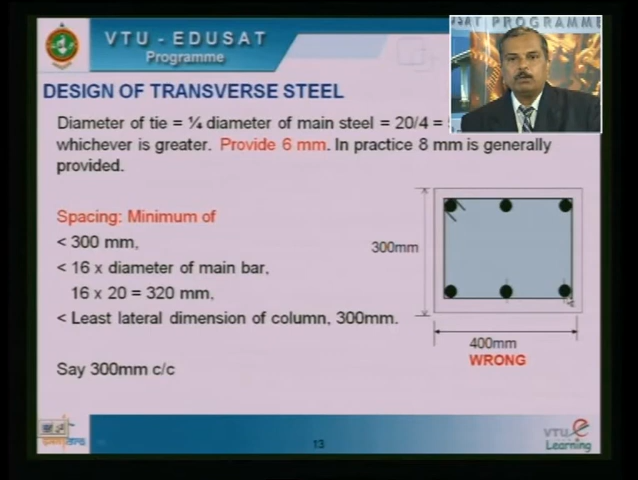 VTU - EDUSAT
Programme
PROGRAMME
DESIGN OF TRANSVERSE STEEL
Diameter of tie = ¼ diameter of main steel = 20/4 =
whichever is greater. Provide 6 mm. In practice 8 mm is generally
provided.
Spacing: Minimum of
< 300 mm,
< 16 x diameter of main bar,
16 x 20 = 320 mm,
< Least lateral dimension of column, 300mm.
Say 300mm c/c
300mm
400mm
WRONG
13
VTU e
Learning